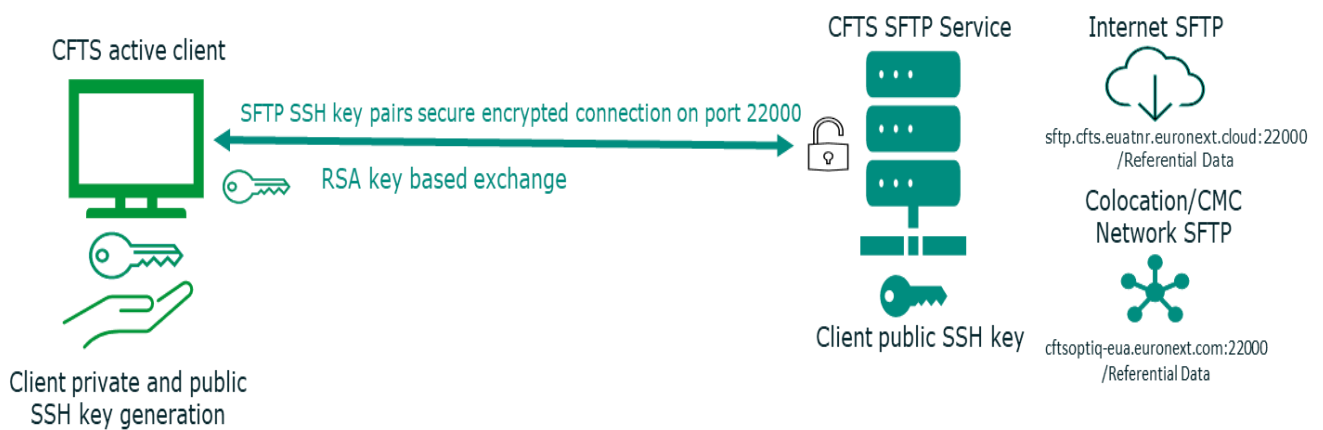 CFTS active client
SFTP SSH key pairs secure encrypted connection on port 22000
RSA key based exchange
Client private and public
SSH key generation
CFTS SFTP Service
Client public SSH key
Internet SFTP
sftp.cfts.euatnr.euronext.cloud:22000
/Referential Data
Colocation/CMC
Network SFTP
cftsoptiq-eua.euronext.com:22000
/Referential Data